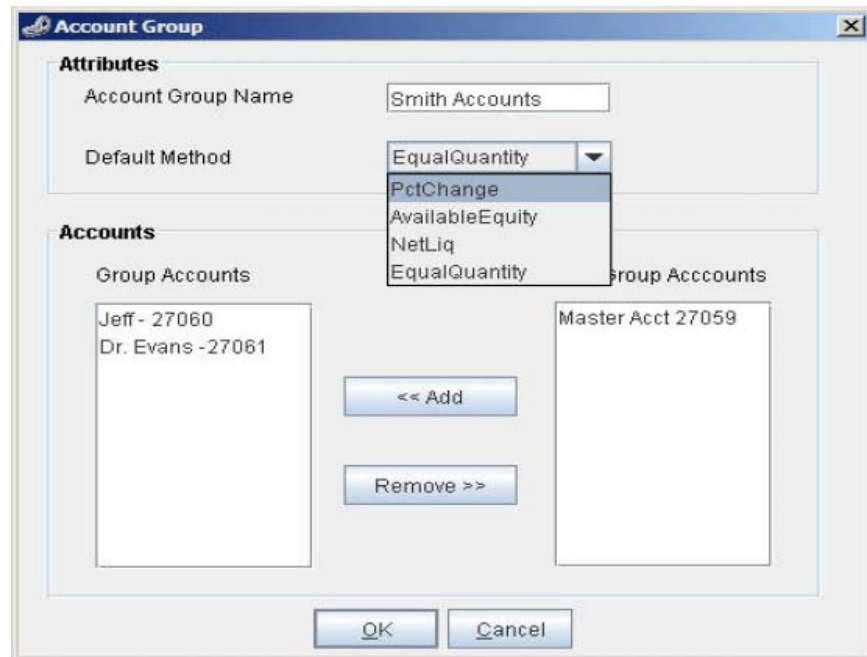 Account Group
Attributes
Account Group Name
Smith Accounts
Default Method
EqualQuantity
PctChange
AvailableEquity
NetLiq
EqualQuantity
Accounts
Group Accounts
Group Acccounts
Jeff - 27060
Dr. Evans -27061
Master Acct 27059
<< Add
Remove >>
OK
Cancel